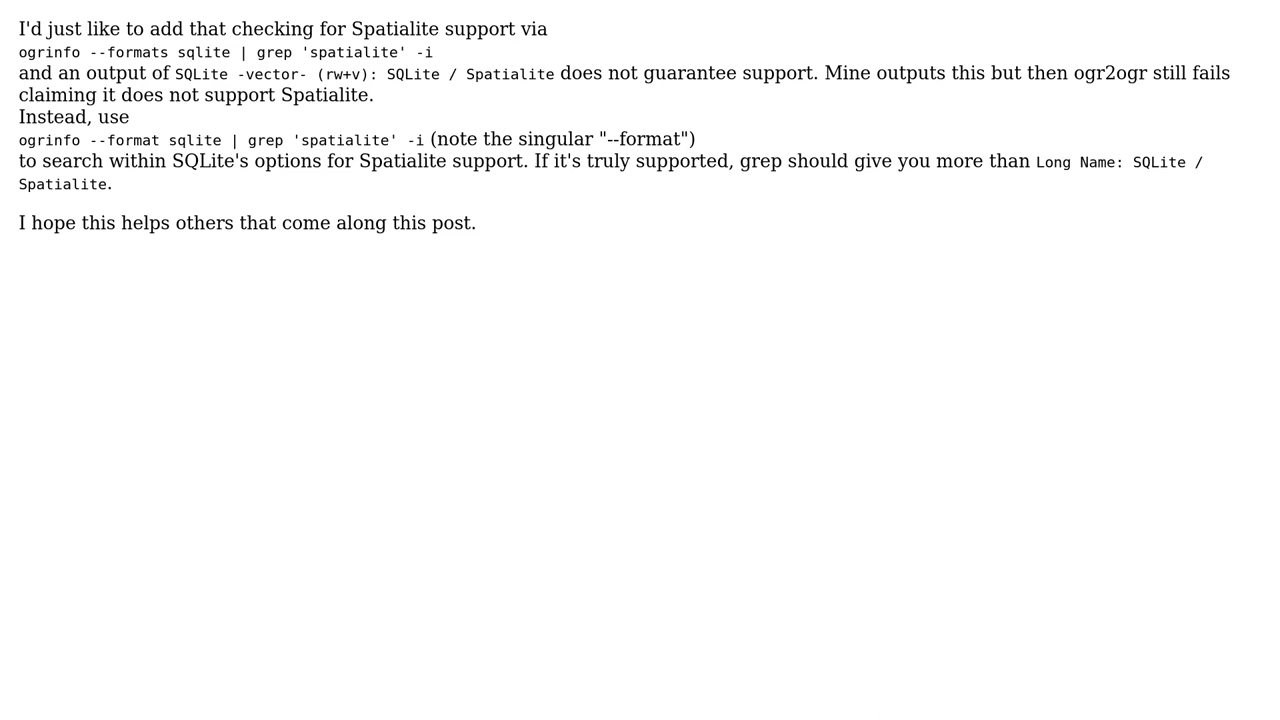 I'd just like to add that checking for Spatialite support via
ogrinfo --formats sqlite | grep 'spatialite' -i
and an output of SQLite -vector- (rw+v): SQLite / Spatialite does not guarantee support. Mine outputs this but then ogr2ogr still fails
claiming it does not support Spatialite.
Instead, use
ogrinfo --format sqlite | grep 'spatialite' -i (note the singular "--format")
to search within SQLite's options for Spatialite support. If it's truly supported, grep should give you more than Long Name: SQLite /
Spatialite.
I hope this helps others that come along this post.